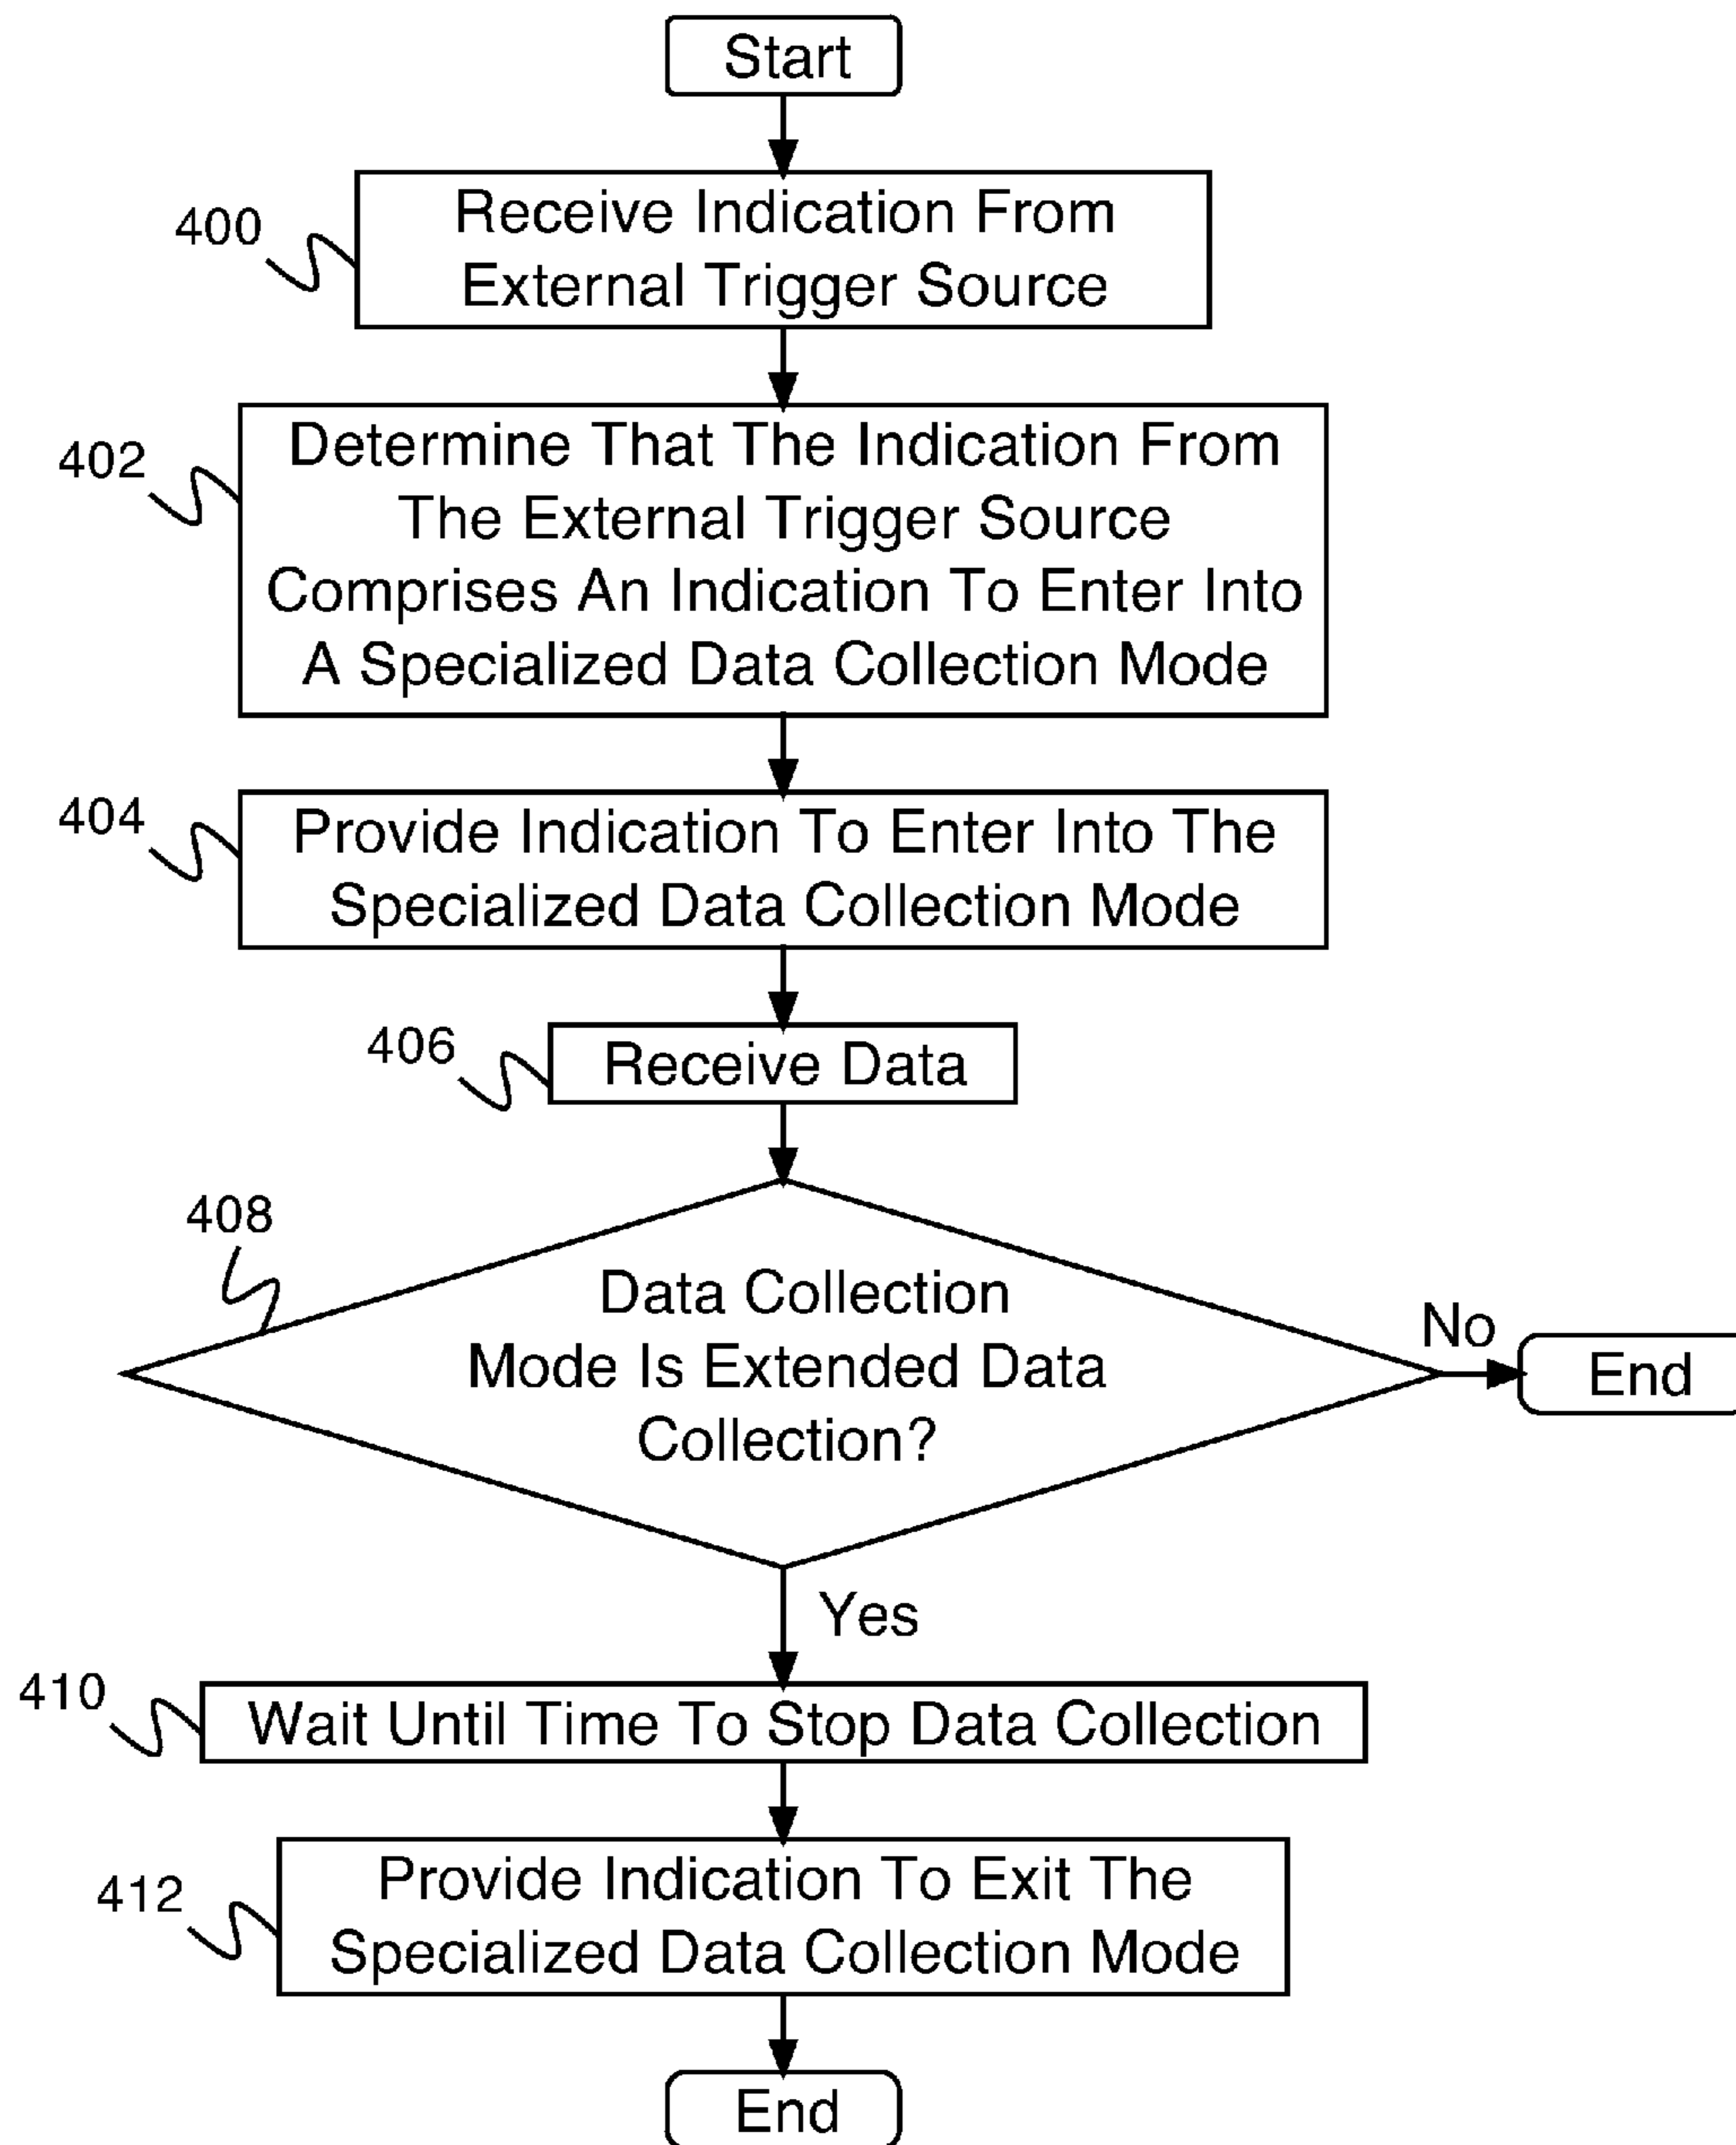 Start
400
Receive Indication From
External Trigger Source
402
Determine That The Indication From
The External Trigger Source
Comprises An Indication To Enter Into
A Specialized Data Collection Mode
404
Provide Indication To Enter Into The
Specialized Data Collection Mode
406
Receive Data
408
Data Collection
Mode Is Extended Data
Collection?
No
End
Yes
410
Wait Until Time To Stop Data Collection
412
Provide Indication To Exit The
Specialized Data Collection Mode
End